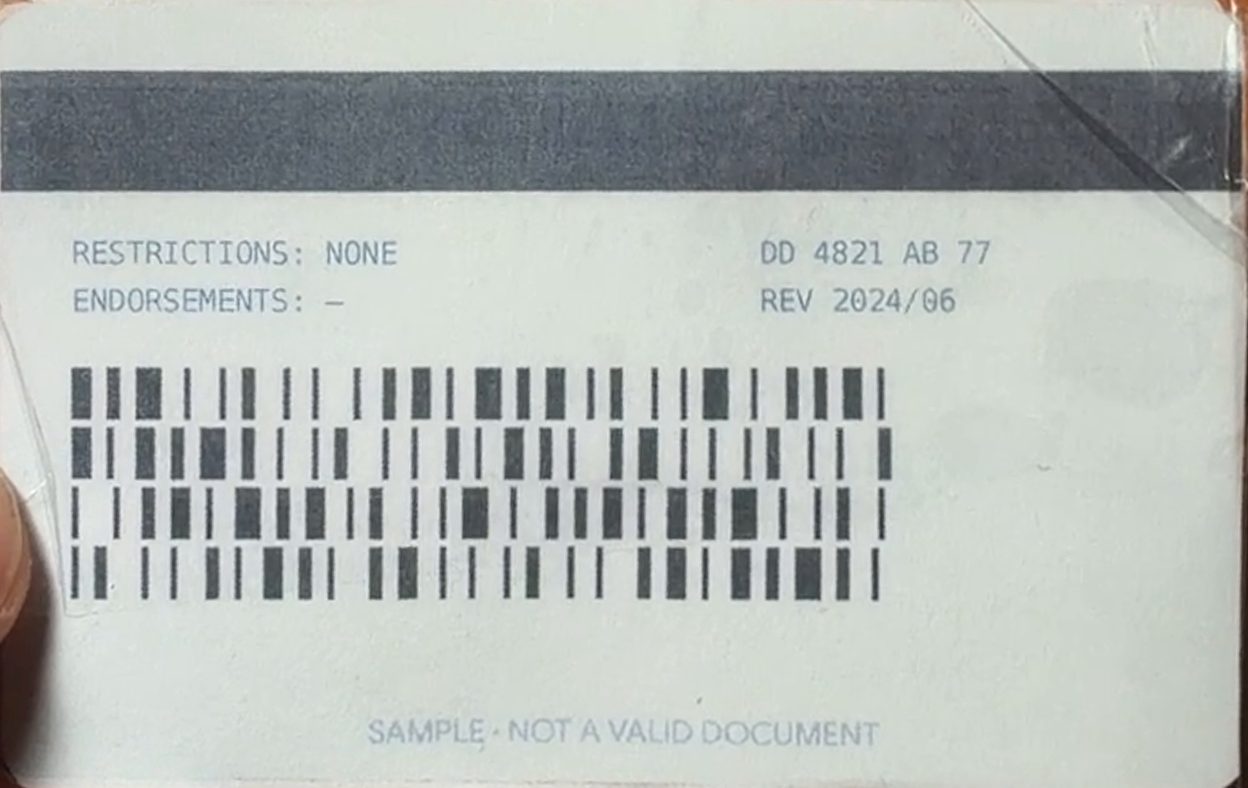 RESTRICTIONS: NONE
DD 4821 AB 77
ENDORSEMENTS: –
REV 2024/06
SAMPLE · NOT A VALID DOCUMENT